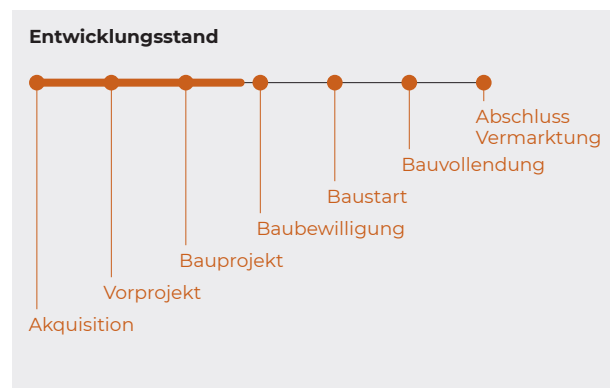 Entwicklungsstand
Abschluss
Vermarktung
Bauvollendung
Baustart
Baubewilligung
Bauprojekt
Vorprojekt
Akquisition